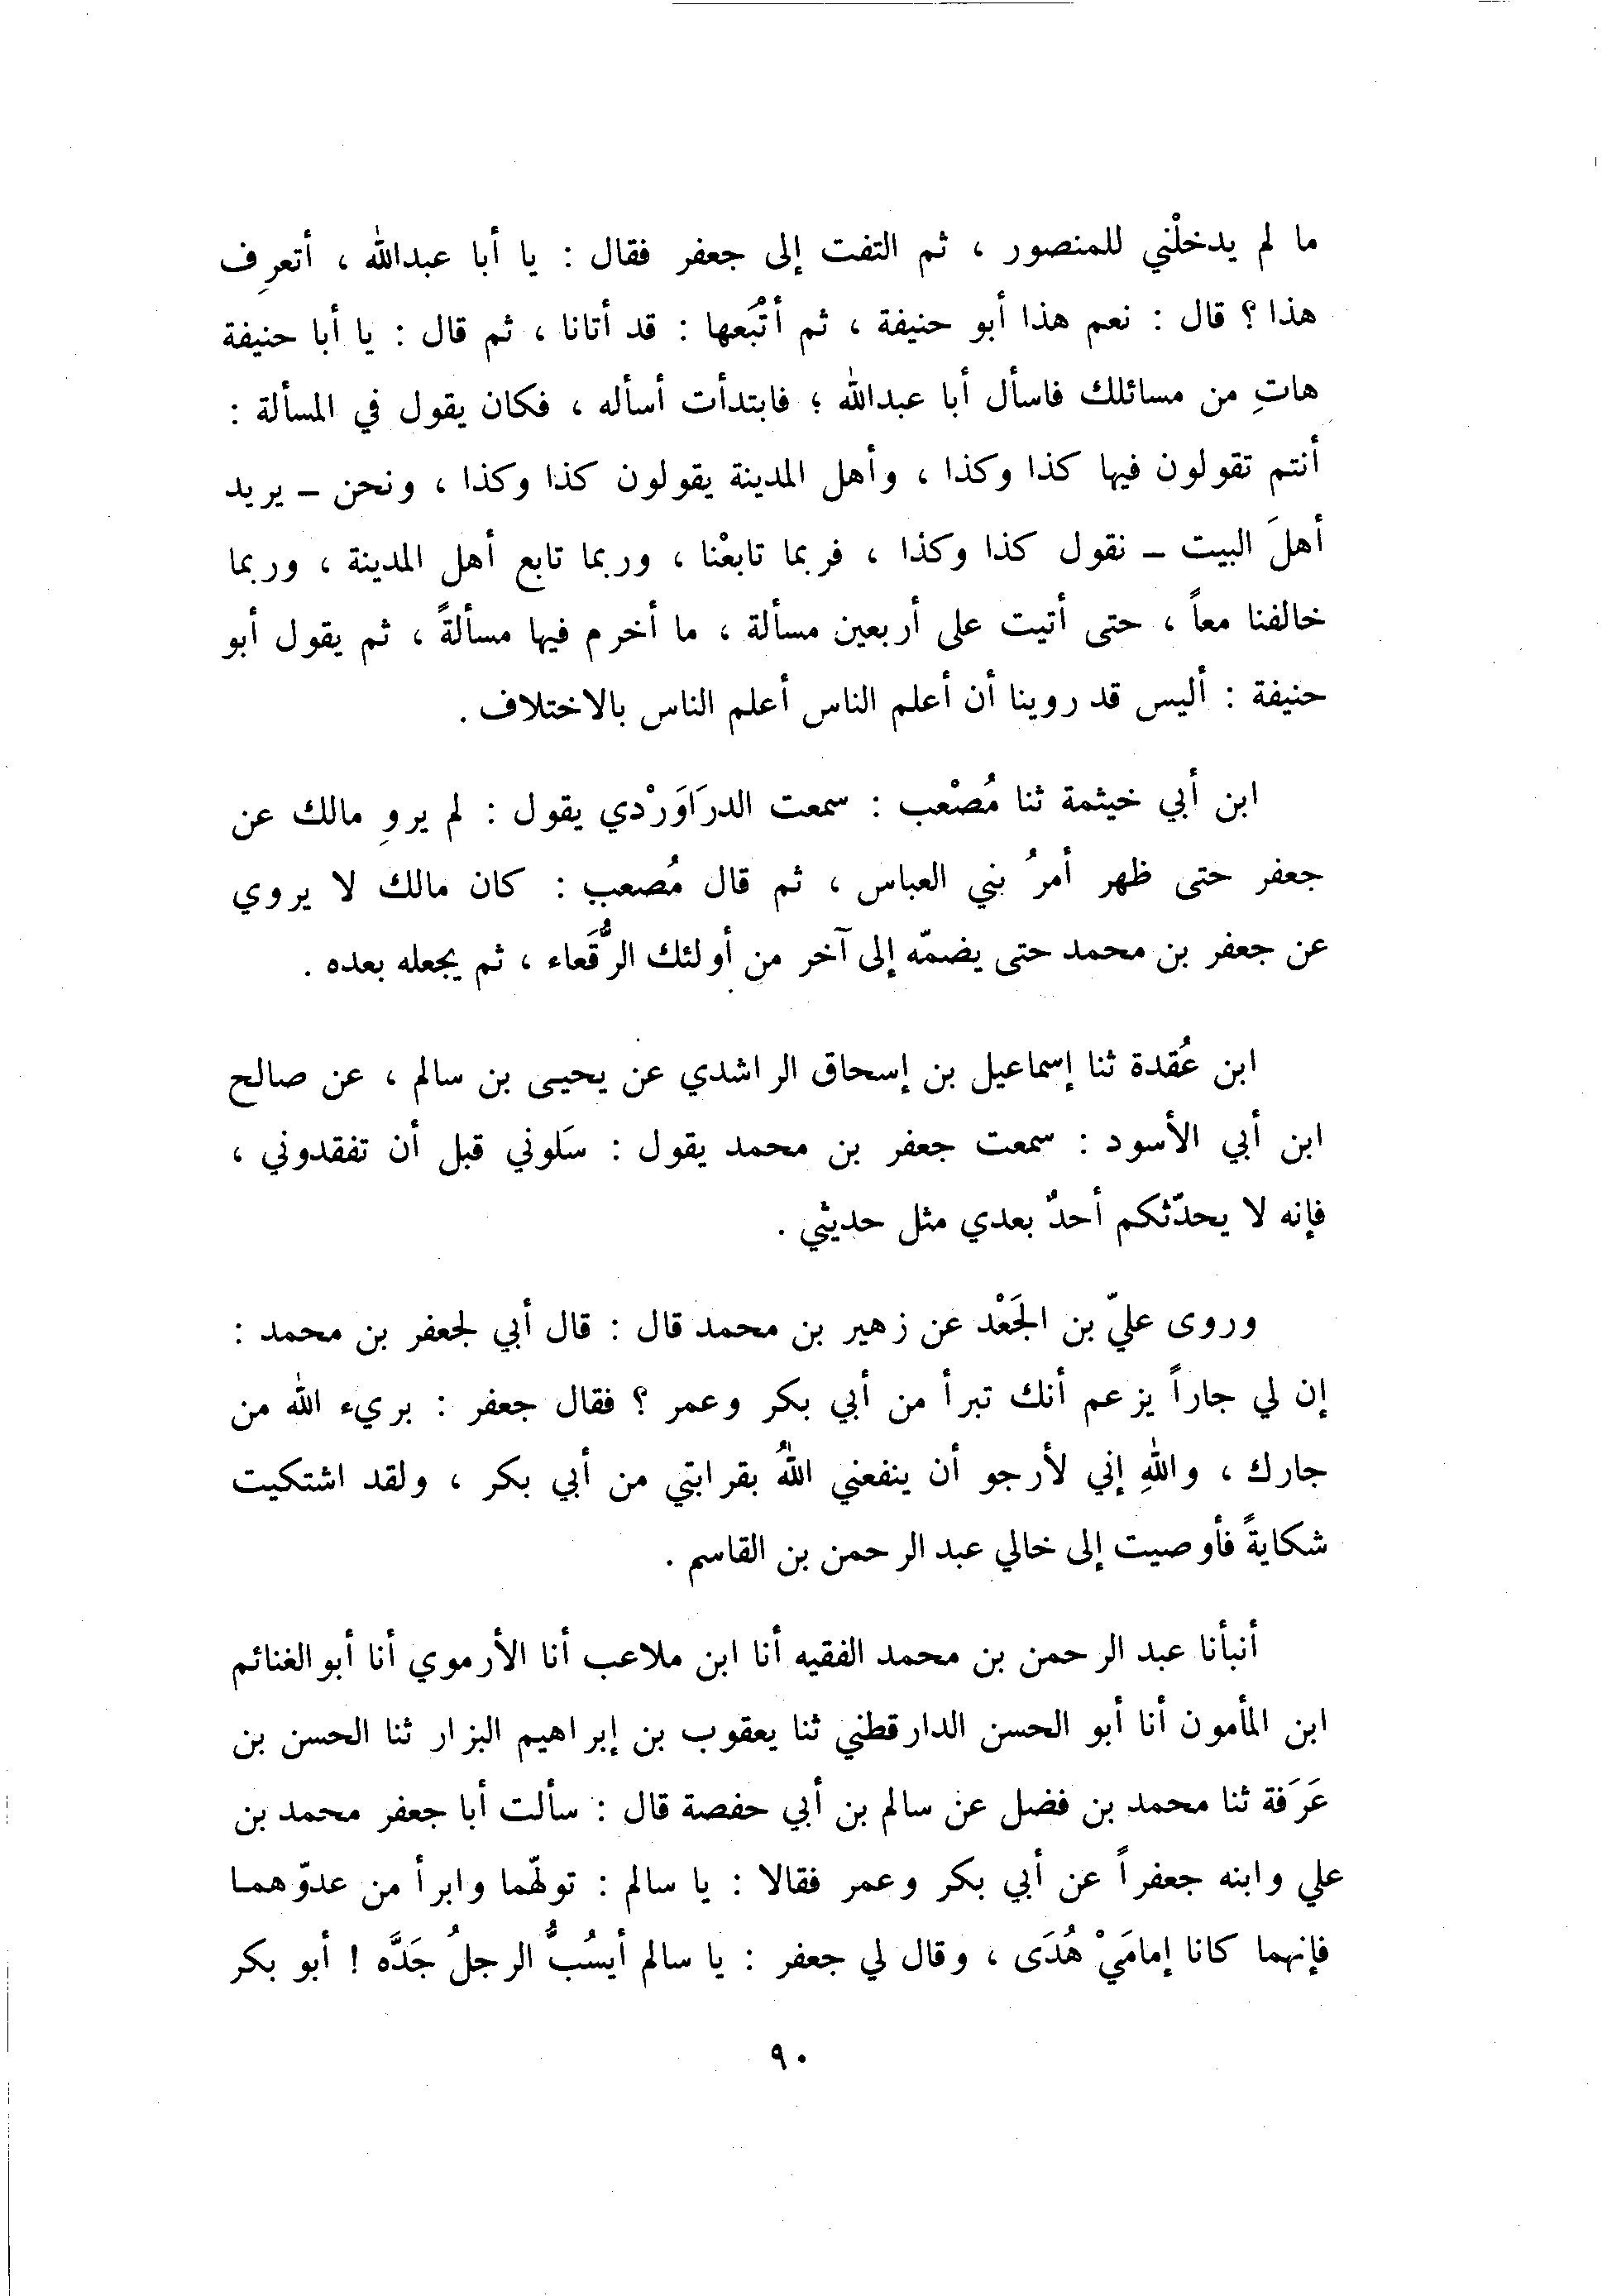 ما لم يدخلْني للمنصور ، ثم التفت إلى جعفر فقال : يا أبا عبدالله ، أتعرِف
هذا ؟ قال : نعم هذا أبو حنيفة ، ثم أتْبَعها : قد أتانا ، ثم قال : يا أبا حنيفة
هاتِ من مسائلك فاسأل أبا عبدالله ؛ فابتدأت أسأله ، فكان يقول في المسألة :
أنتم تقولون فيها كذا وكذا ، وأهل المدينة يقولون كذا وكذا ، ونحن – يريد
أهلَ البيت – نقول كذا وكذا ، فربما تابعْنا ، وربما تابع أهل المدينة ، وربما
خالفنا معاً ، حتى أتيت على أربعين مسألة ، ما أخرم فيها مسألةً ، ثم يقول أبو
حنيفة : أليس قد روينا أن أعلم الناس أعلم الناس بالاختلاف .
ابن أبي خيثمة ثنا مُصْعب : سمعت الدرَاوَرْدي يقول : لم يروِ مالك عن
جعفر حتى ظهر أمرُ بني العباس ، ثم قال مُصعب : كان مالك لا يروي
عن جعفر بن محمد حتى يضمّه إلى آخر من أولئك الرُّقَعاء ، ثم يجعله بعده .
ابن عُقدة ثنا إسماعيل بن إسحاق الراشدي عن يحيى بن سالم ، عن صالح
ابن أبي الأسود : سمعت جعفر بن محمد يقول : سَلوني قبل أن تفقدوني ،
فإنه لا يحدّثكم أحدٌ بعدي مثل حديثي .
وروى عليّ بن الجَعْد عن زهير بن محمد قال : قال أبي لجعفر بن محمد :
إن لي جاراً يزعم أنك تبرأ من أبي بكر وعمر ؟ فقال جعفر : بريء الله من
جارك ، واللهِ إني لأرجو أن ينفعني اللهُ بقرابتي من أبي بكر ، ولقد اشتكيت
شكايةً فأوصيت إلى خالي عبد الرحمن بن القاسم .
أنبأنا عبد الرحمن بن محمد الفقيه أنا ابن ملاعب أنا الأرموي أنا أبو الغنائم
ابن المأمون أنا أبو الحسن الدارقطني ثنا يعقوب بن إبراهيم البزار ثنا الحسن بن
عَرَفة ثنا محمد بن فضل عن سالم بن أبي حفصة قال : سألت أبا جعفر محمد بن
علي وابنه جعفراً عن أبي بكر وعمر فقالا : يا سالم : تولّهما وابرأ من عدوّهما
فإنهما كانا إمامَيْ هُدَى ، وقال لي جعفر : يا سالم أيسُبُّ الرجلُ جَدَّه ! أبو بكر
٩٠